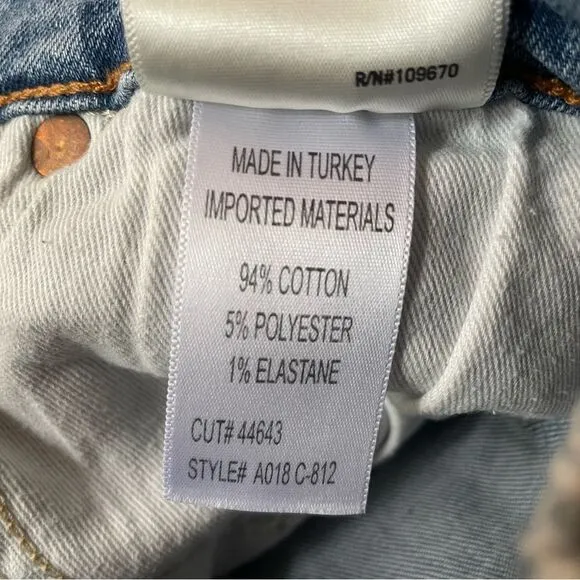 R/N#109670
MADE IN TURKEY
IMPORTED MATERIALS
94% COTTON
5% POLYESTER
1% ELASTANE
CUT# 44643
STYLE# A018 C-812